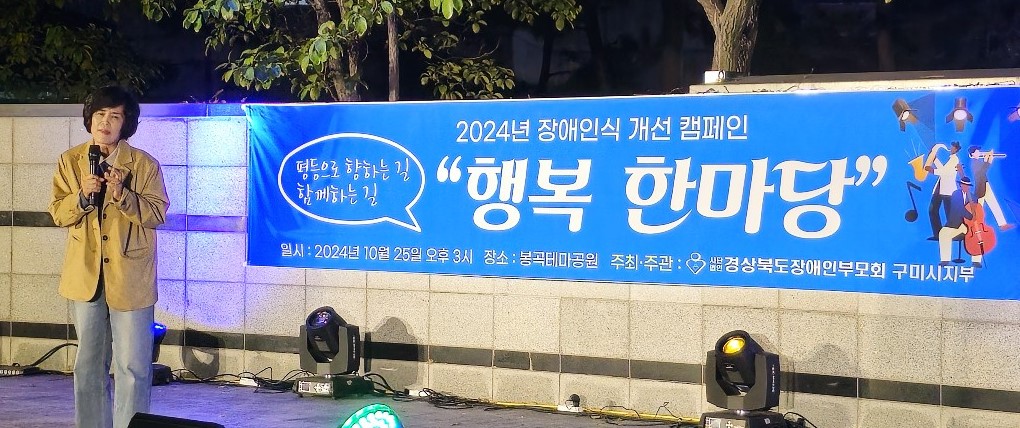 2024년 장애인식 개선 캠페인
평등으로 향하는 길
함께하는 길
“행복 한마당”
일시 : 2024년 10월 25일 오후 3시 장소 : 봉곡테마공원 주최·주관 : 사단법인 경상북도장애인부모회 구미시지부